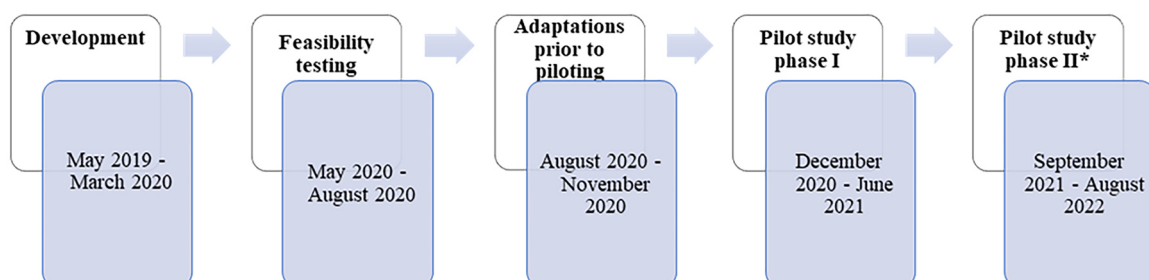 Development
May 2019 -
March 2020
Feasibility
testing
May 2020 -
August 2020
Adaptations
prior to
piloting
August 2020 -
November
2020
Pilot study
phase I
December
2020 - June
2021
Pilot study
phase II*
September
2021 - August
2022